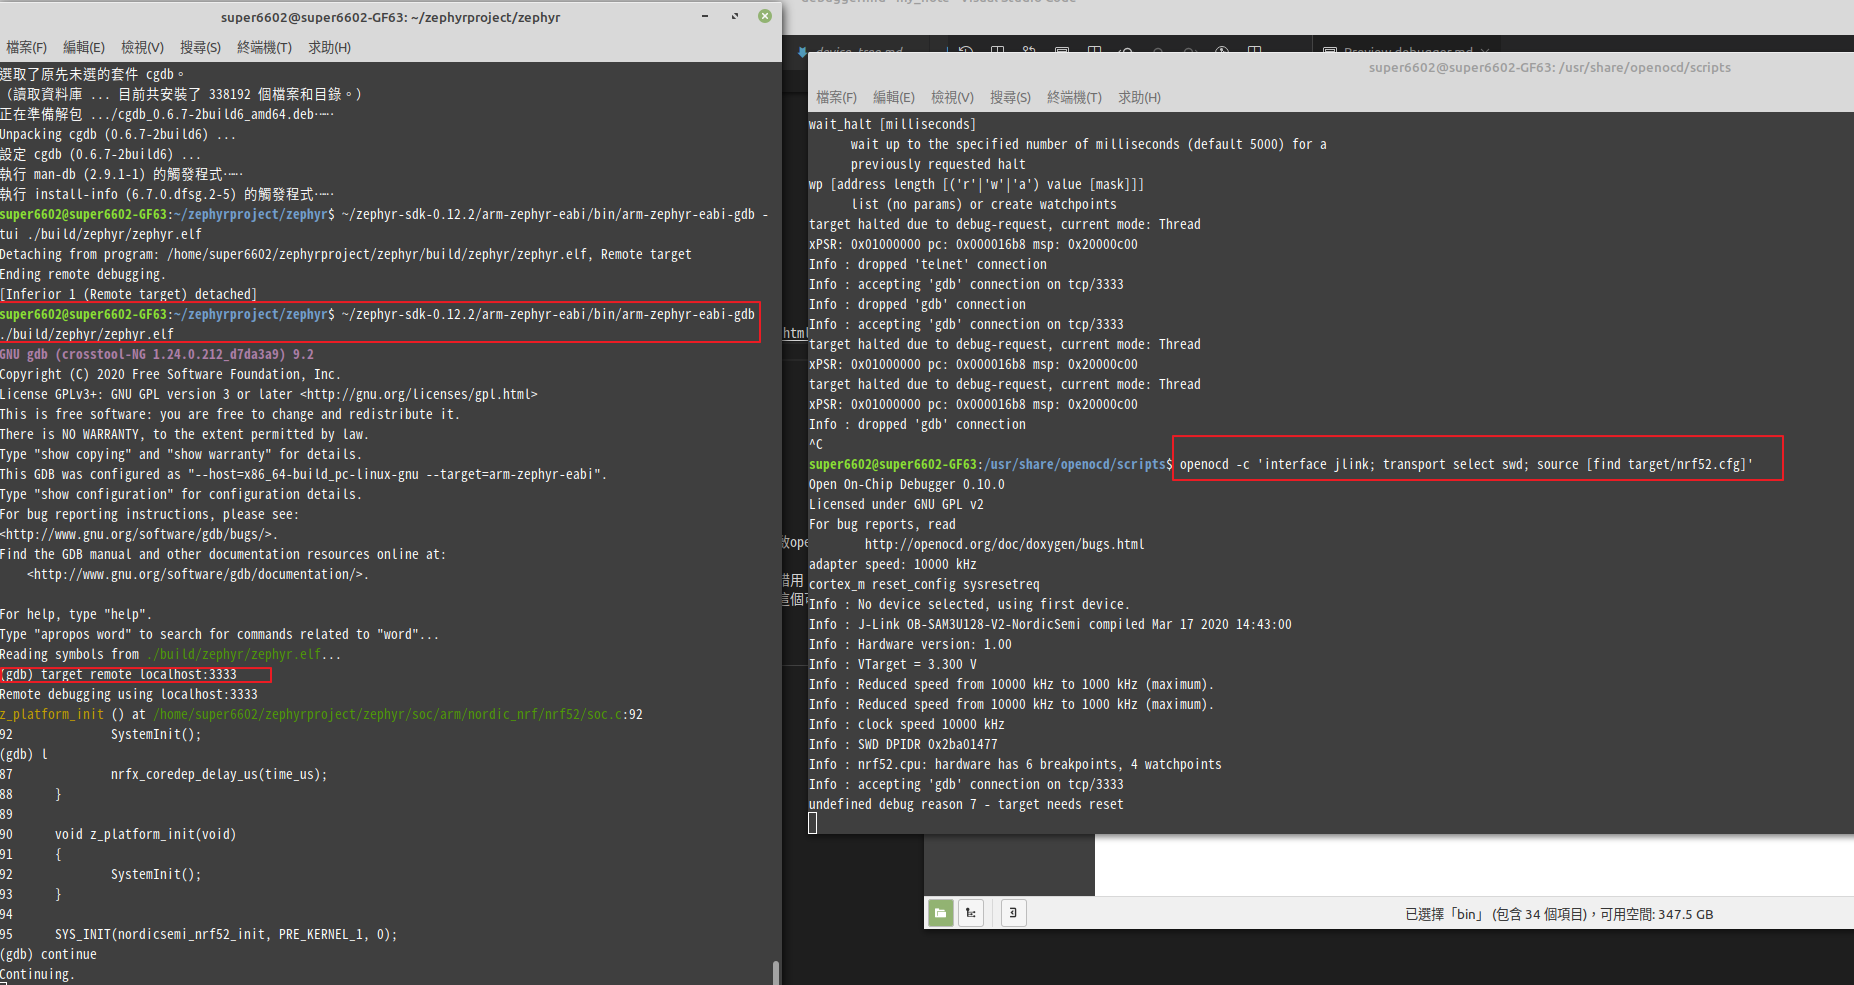 super6602@super6602-GF63: ~/zephyrproject/zephyr
檔案(F) 編輯(E) 檢視(V) 搜尋(S) 終端機(T) 求助(H)
選取了原先未選的套件 cgdb。
（讀取資料庫 ... 目前共安裝了 338192 個檔案和目錄。）
正在準備解包 .../cgdb_0.6.7-2build6_amd64.deb……
Unpacking cgdb (0.6.7-2build6) ...
設定 cgdb (0.6.7-2build6) ...
執行 man-db (2.9.1-1) 的觸發程式……
執行 install-info (6.7.0.dfsg.2-5) 的觸發程式……
super6602@super6602-GF63:~/zephyrproject/zephyr$ ~/zephyr-sdk-0.12.2/arm-zephyr-eabi/bin/arm-zephyr-eabi-gdb -
tui ./build/zephyr/zephyr.elf
Detaching from program: /home/super6602/zephyrproject/zephyr/build/zephyr/zephyr.elf, Remote target
Ending remote debugging.
[Inferior 1 (Remote target) detached]
super6602@super6602-GF63:~/zephyrproject/zephyr$ ~/zephyr-sdk-0.12.2/arm-zephyr-eabi/bin/arm-zephyr-eabi-gdb
./build/zephyr/zephyr.elf
GNU gdb (crosstool-NG 1.24.0.212_d7da3a9) 9.2
Copyright (C) 2020 Free Software Foundation, Inc.
License GPLv3+: GNU GPL version 3 or later <http://gnu.org/licenses/gpl.html>
This is free software: you are free to change and redistribute it.
There is NO WARRANTY, to the extent permitted by law.
Type "show copying" and "show warranty" for details.
This GDB was configured as "--host=x86_64-build_pc-linux-gnu --target=arm-zephyr-eabi".
Type "show configuration" for configuration details.
For bug reporting instructions, please see:
<http://www.gnu.org/software/gdb/bugs/>.
Find the GDB manual and other documentation resources online at:
    <http://www.gnu.org/software/gdb/documentation/>.
For help, type "help".
Type "apropos word" to search for commands related to "word"...
Reading symbols from ./build/zephyr/zephyr.elf...
(gdb) target remote localhost:3333
Remote debugging using localhost:3333
z_platform_init () at /home/super6602/zephyrproject/zephyr/soc/arm/nordic_nrf/nrf52/soc.c:92
92              SystemInit();
(gdb) l
87              nrfx_coredep_delay_us(time_us);
88      }
89
90      void z_platform_init(void)
91      {
92              SystemInit();
93      }
94
95      SYS_INIT(nordicsemi_nrf52_init, PRE_KERNEL_1, 0);
(gdb) continue
Continuing.
device_tree.md
Preview debugger.md
html
啟ope
措用
這個
super6602@super6602-GF63: /usr/share/openocd/scripts
檔案(F) 編輯(E) 檢視(V) 搜尋(S) 終端機(T) 求助(H)
wait_halt [milliseconds]
      wait up to the specified number of milliseconds (default 5000) for a
      previously requested halt
wp [address length [('r'|'w'|'a') value [mask]]]
      list (no params) or create watchpoints
target halted due to debug-request, current mode: Thread
xPSR: 0x01000000 pc: 0x000016b8 msp: 0x20000c00
Info : dropped 'telnet' connection
Info : accepting 'gdb' connection on tcp/3333
Info : dropped 'gdb' connection
Info : accepting 'gdb' connection on tcp/3333
target halted due to debug-request, current mode: Thread
xPSR: 0x01000000 pc: 0x000016b8 msp: 0x20000c00
target halted due to debug-request, current mode: Thread
xPSR: 0x01000000 pc: 0x000016b8 msp: 0x20000c00
Info : dropped 'gdb' connection
^C
super6602@super6602-GF63:/usr/share/openocd/scripts$ openocd -c 'interface jlink; transport select swd; source [find target/nrf52.cfg]'
Open On-Chip Debugger 0.10.0
Licensed under GNU GPL v2
For bug reports, read
        http://openocd.org/doc/doxygen/bugs.html
adapter speed: 10000 kHz
cortex_m reset_config sysresetreq
Info : No device selected, using first device.
Info : J-Link OB-SAM3U128-V2-NordicSemi compiled Mar 17 2020 14:43:00
Info : Hardware version: 1.00
Info : VTarget = 3.300 V
Info : Reduced speed from 10000 kHz to 1000 kHz (maximum).
Info : Reduced speed from 10000 kHz to 1000 kHz (maximum).
Info : clock speed 10000 kHz
Info : SWD DPIDR 0x2ba01477
Info : nrf52.cpu: hardware has 6 breakpoints, 4 watchpoints
Info : accepting 'gdb' connection on tcp/3333
undefined debug reason 7 - target needs reset
已選擇「bin」 (包含 34 個項目)，可用空間: 347.5 GB